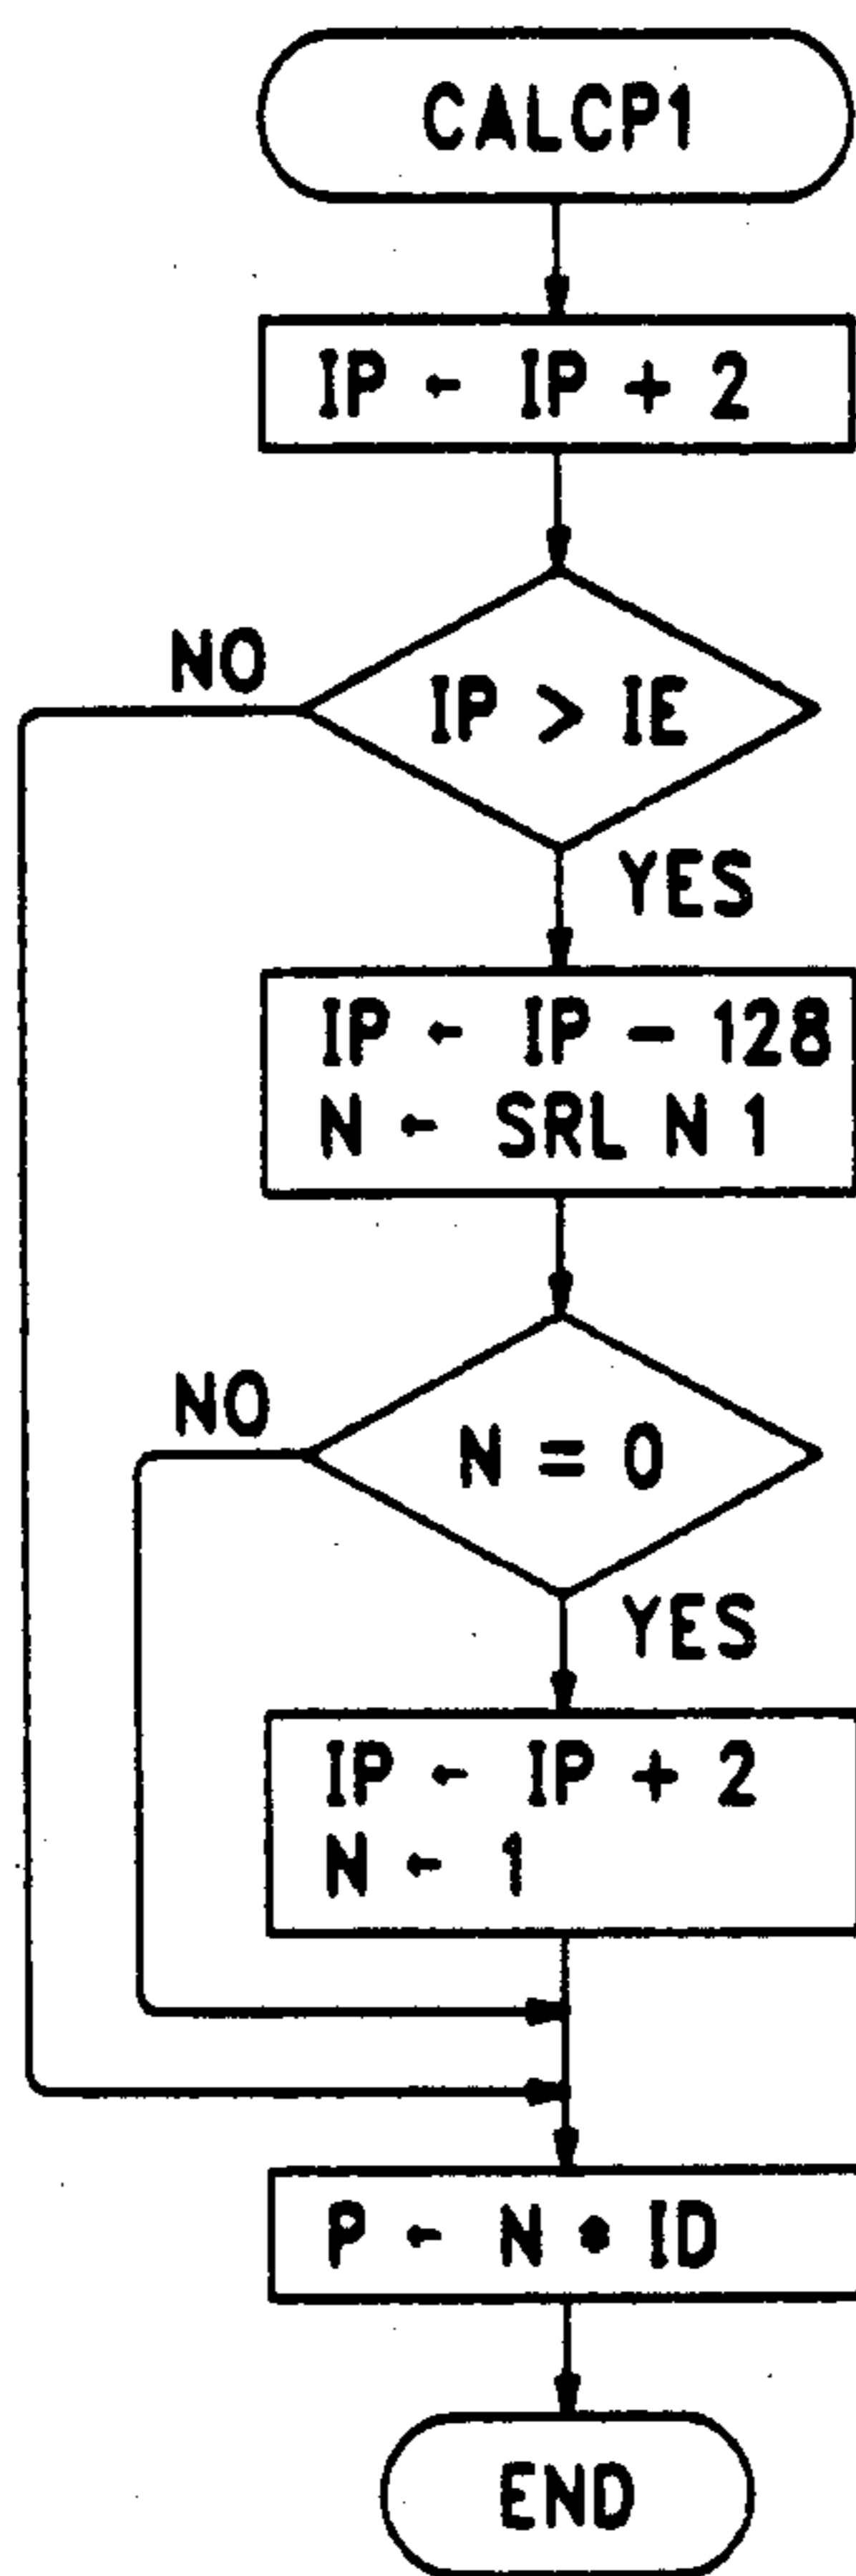 CALCP1
IP ← IP + 2
NO
IP > IE
YES
IP ← IP - 128
N ← SRL N 1
NO
N = 0
YES
IP ← IP + 2
N ← 1
P ← N * ID
END